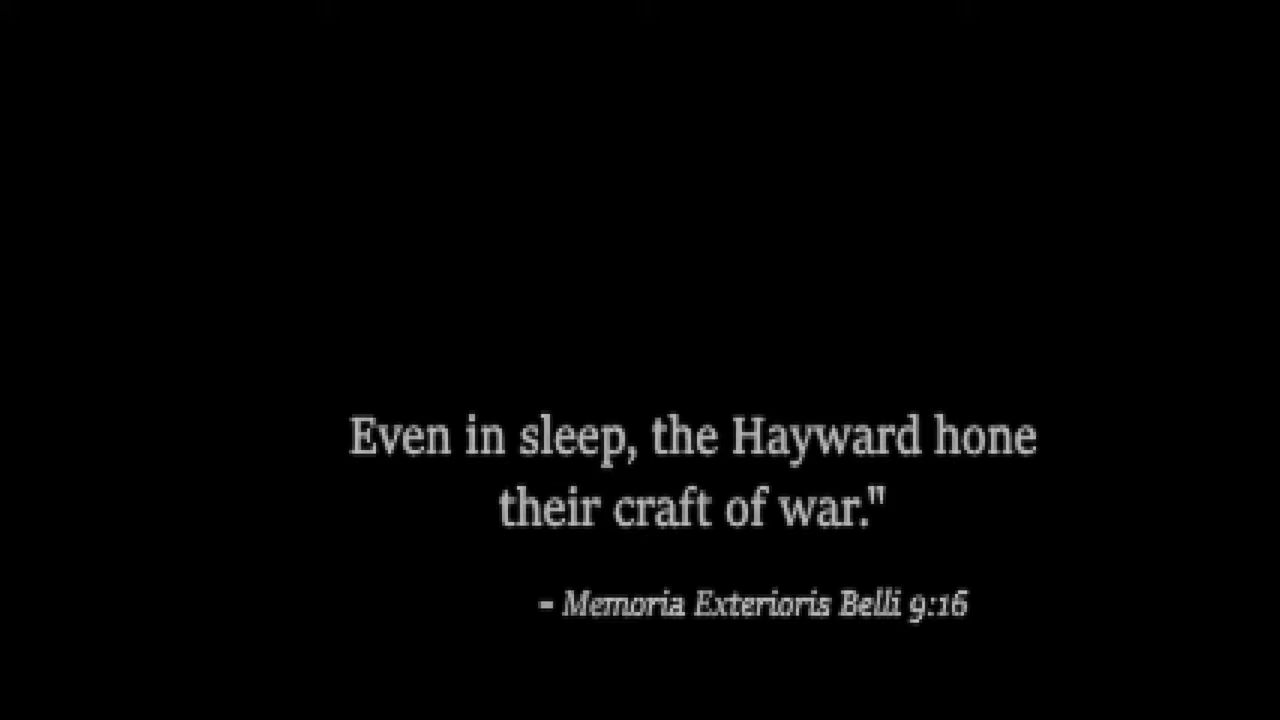 Even in sleep, the Hayward hone
their craft of war."
- Memoria Exterioris Belli 9:16